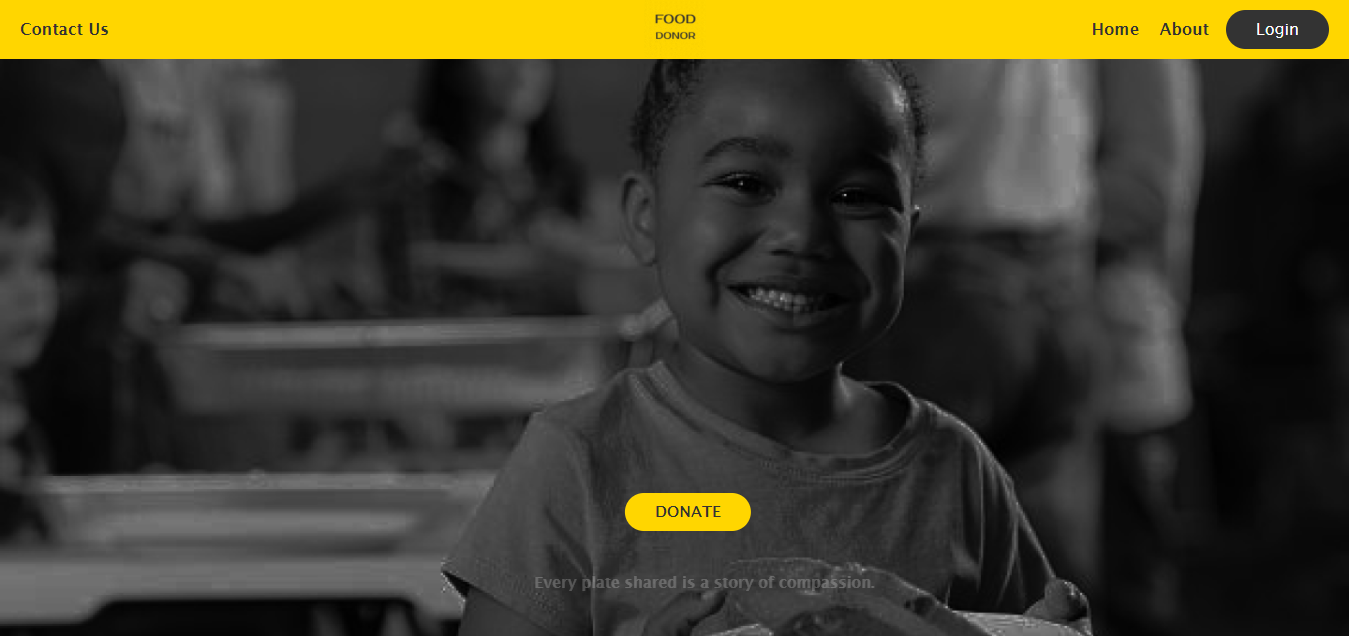 Contact Us
FOOD
DONOR
Home About Login
DONATE
Every plate shared is a story of compassion.